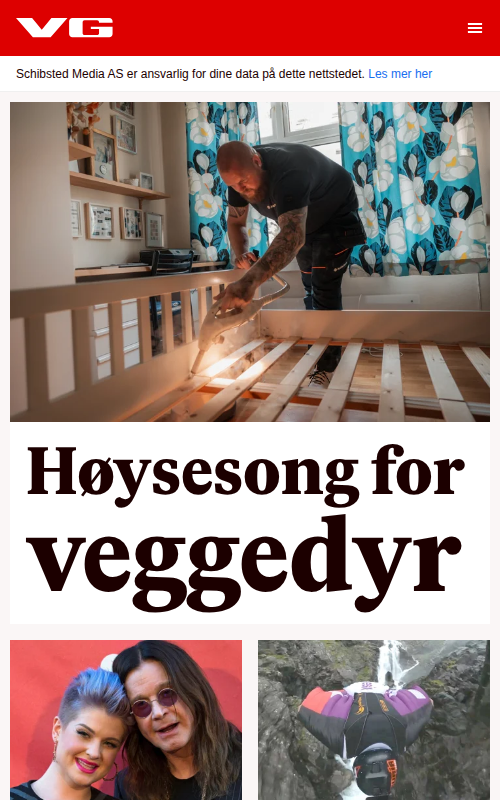 VG
Schibsted Media AS er ansvarlig for dine data på dette nettstedet. Les mer her
Høysesong for
veggedyr